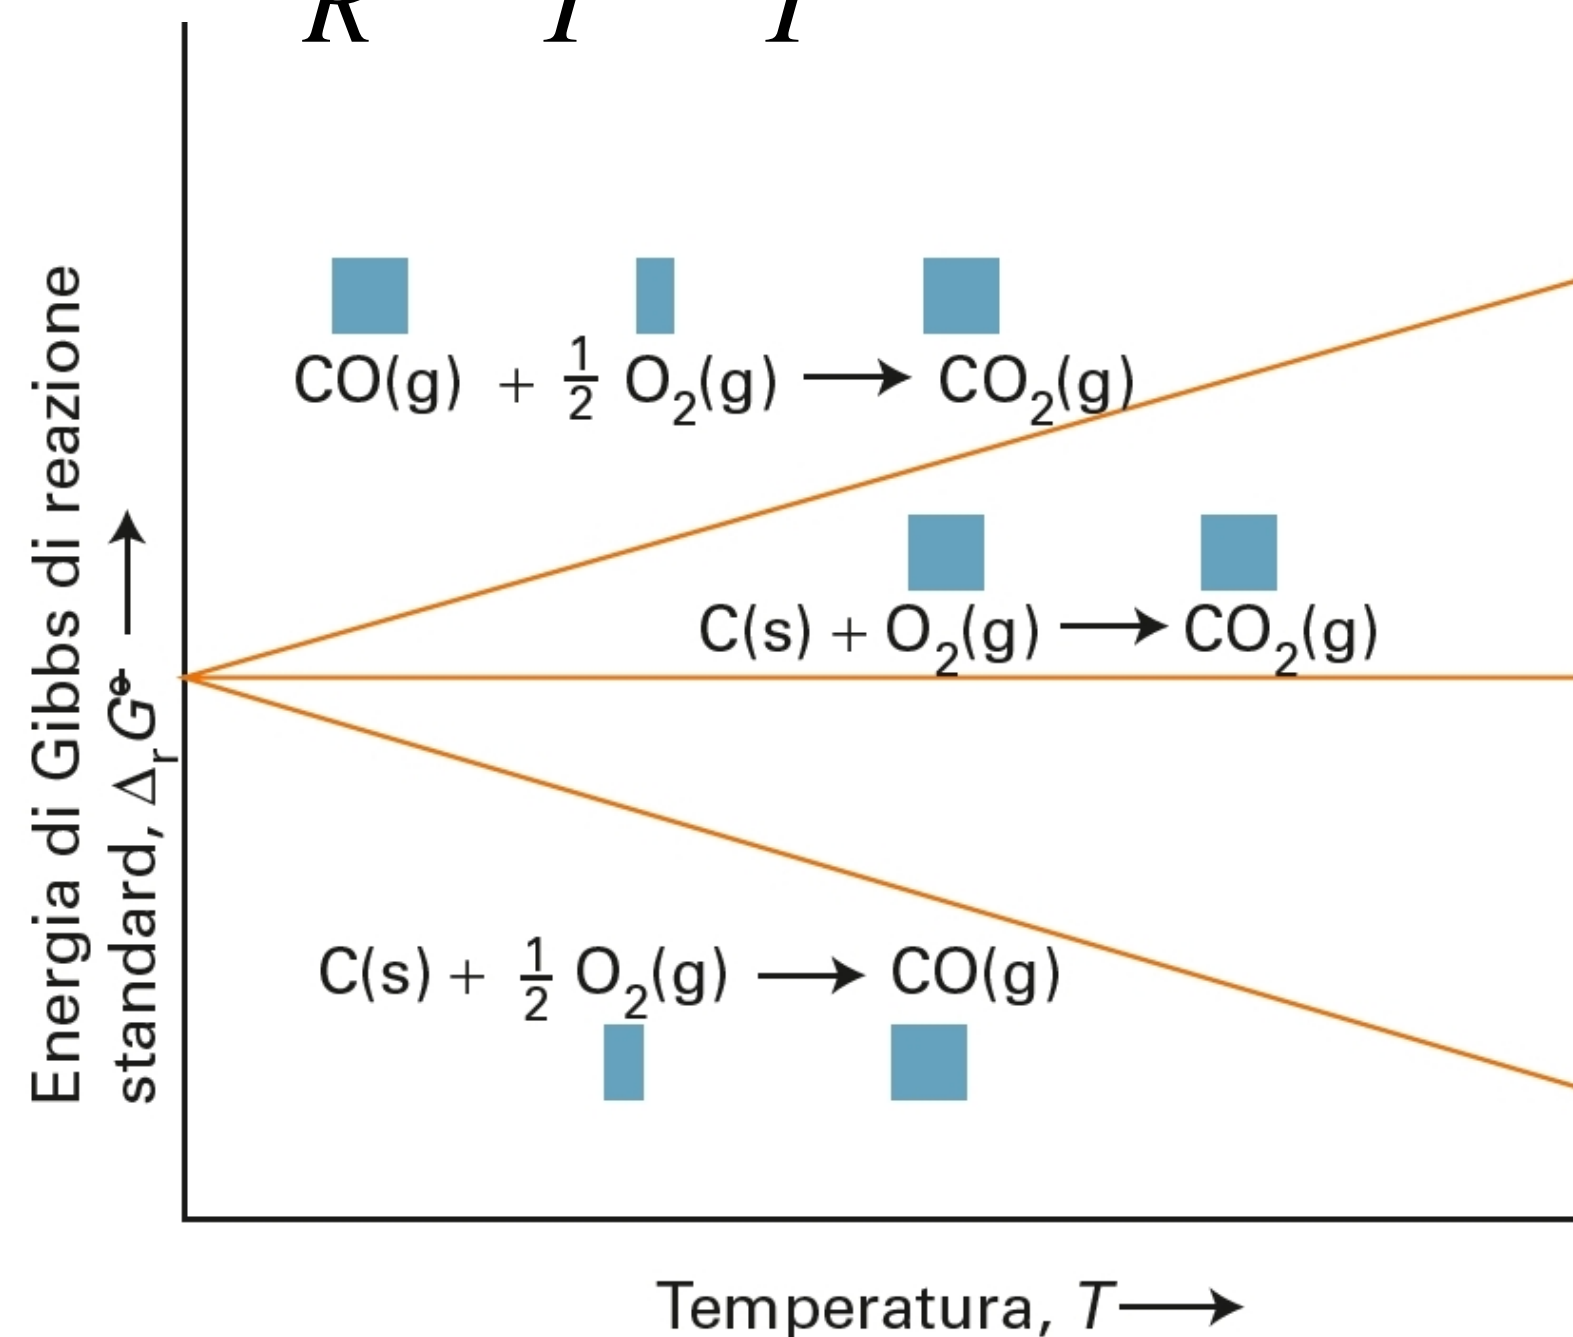 R T T
CO(g) + 1/2 O₂(g) ⟶ CO₂(g)
C(s) + O₂(g) ⟶ CO₂(g)
C(s) + 1/2 O₂(g) ⟶ CO(g)
Energia di Gibbs di reazione
standard, ΔᵣG⦵ ⟶
Temperatura, T ⟶